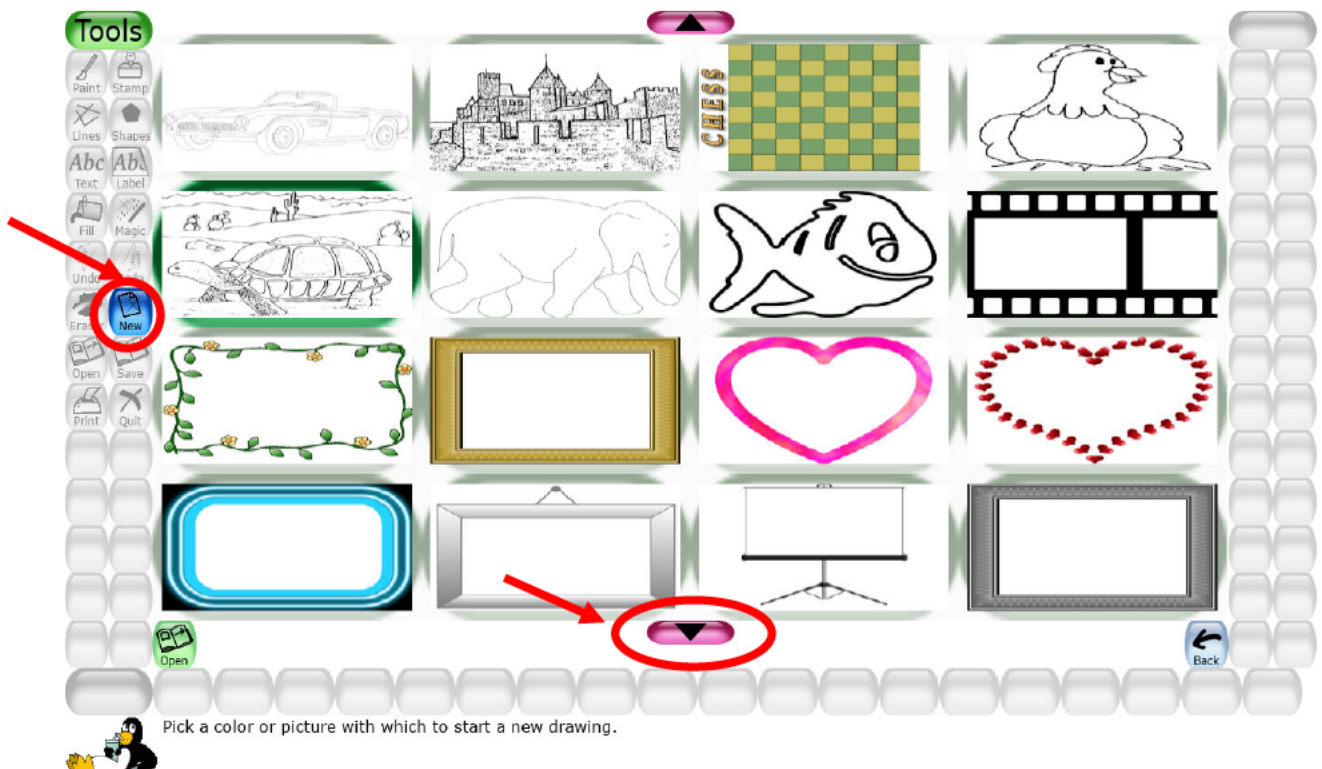 Tools
Paint Stamp
Lines Shapes
Abc Abc
Text Label
Fill Magic
Undo
New
Open Save
Print Quit
CHESS
Open
Back
Pick a color or picture with which to start a new drawing.